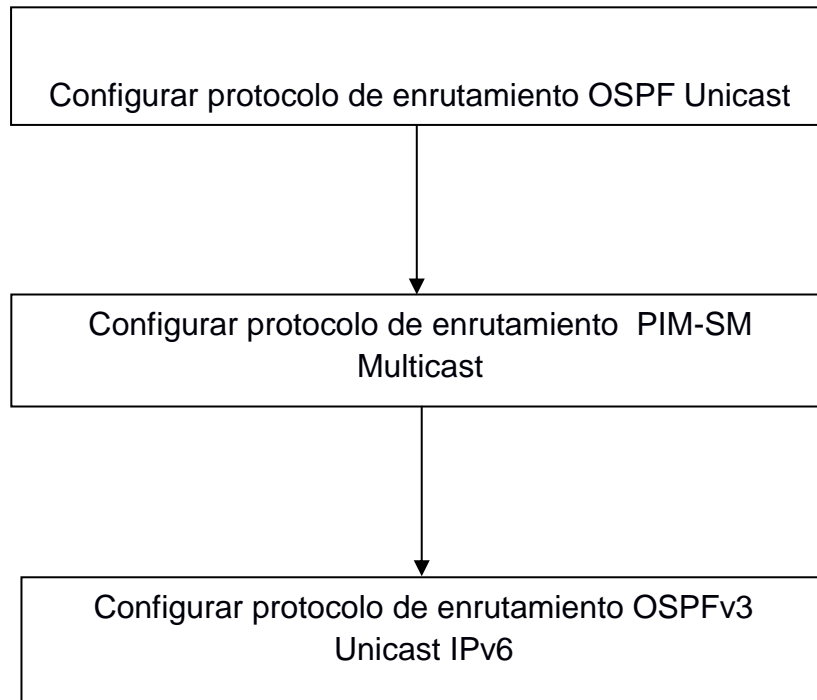 Configurar protocolo de enrutamiento OSPF Unicast
Configurar protocolo de enrutamiento  PIM-SM
Multicast
Configurar protocolo de enrutamiento OSPFv3
Unicast IPv6